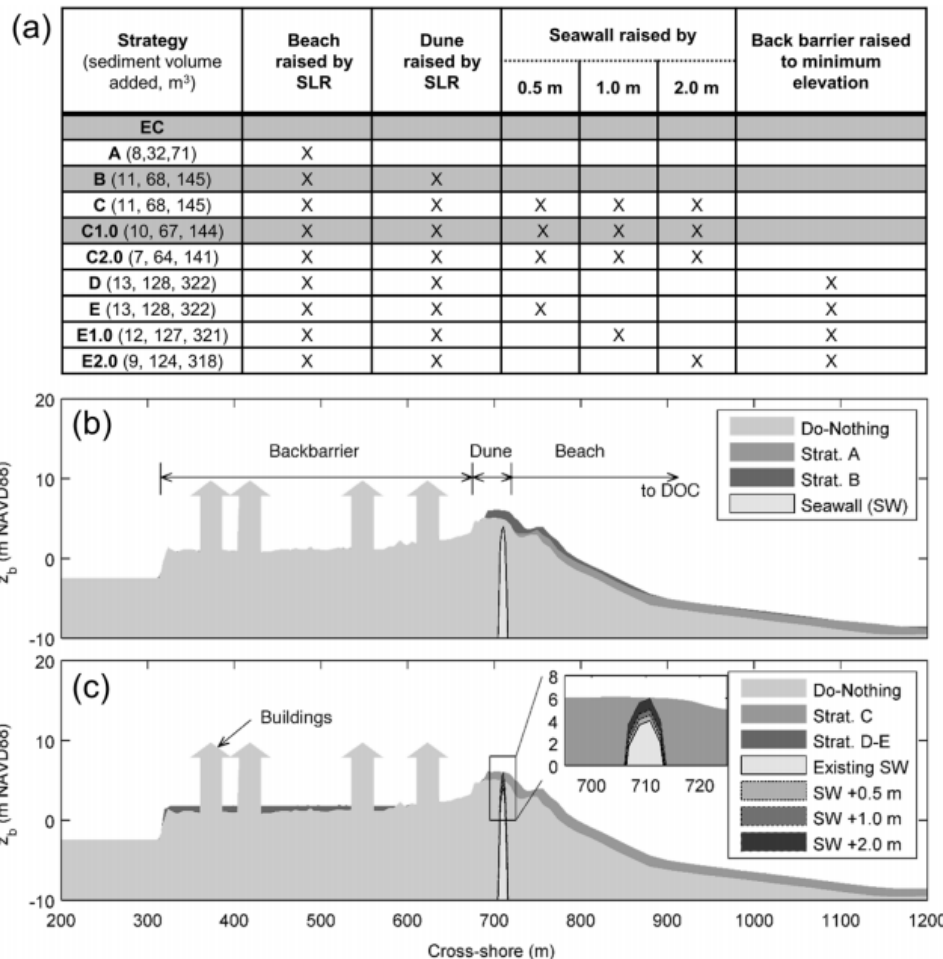 (a)
Strategy
(sediment volume
added, m³)
Beach
raised by
SLR
Dune
raised by
SLR
Seawall raised by
0.5 m 1.0 m 2.0 m
Back barrier raised
to minimum
elevation
EC
A (8,32,71) X
B (11, 68, 145) X X
C (11, 68, 145) X X X X X
C1.0 (10, 67, 144) X X X X X
C2.0 (7, 64, 141) X X X X X
D (13, 128, 322) X X X
E (13, 128, 322) X X X X
E1.0 (12, 127, 321) X X X X
E2.0 (9, 124, 318) X X X X
(b)
z_b (m NAVD88)
20
10
0
-10
Backbarrier
Dune
Beach
to DOC
Do-Nothing
Strat. A
Strat. B
Seawall (SW)
(c)
z_b (m NAVD88)
20
10
0
-10
Buildings
8
6
4
2
0
700 710 720
Do-Nothing
Strat. C
Strat. D-E
Existing SW
SW +0.5 m
SW +1.0 m
SW +2.0 m
200 300 400 500 600 700 800 900 1000 1100 1200
Cross-shore (m)